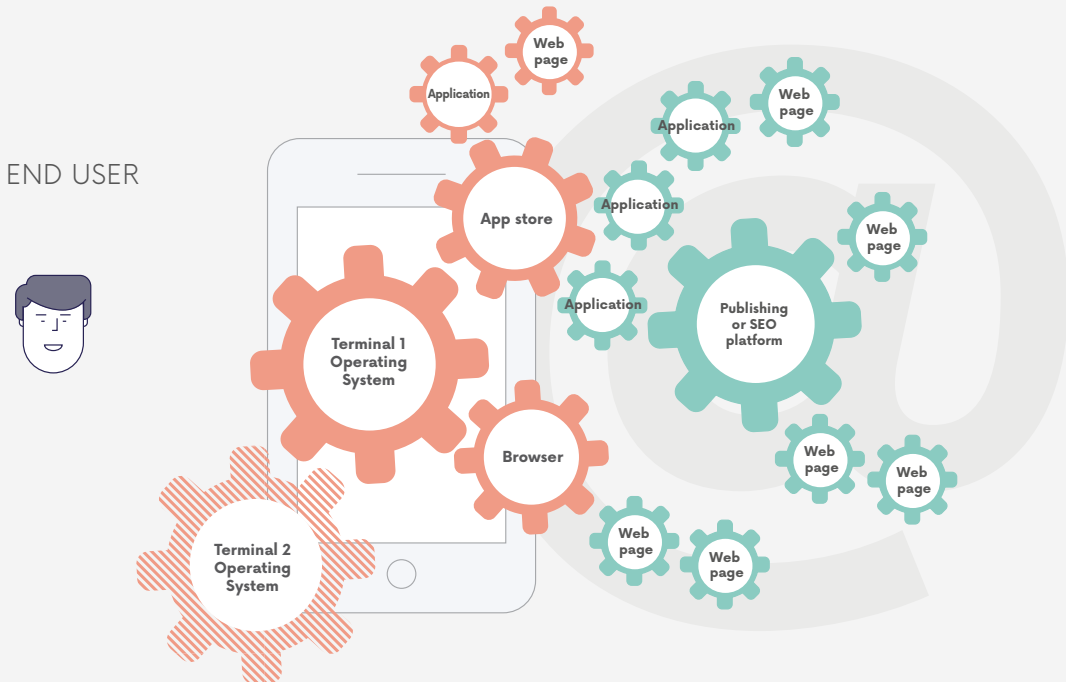 Web
page
Application
Web
page
Application
END USER
App store
Application
Web
page
Application
Publishing
or SEO
platform
Terminal 1
Operating
System
Browser
Web
page
Web
page
Terminal 2
Operating
System
Web
page
Web
page